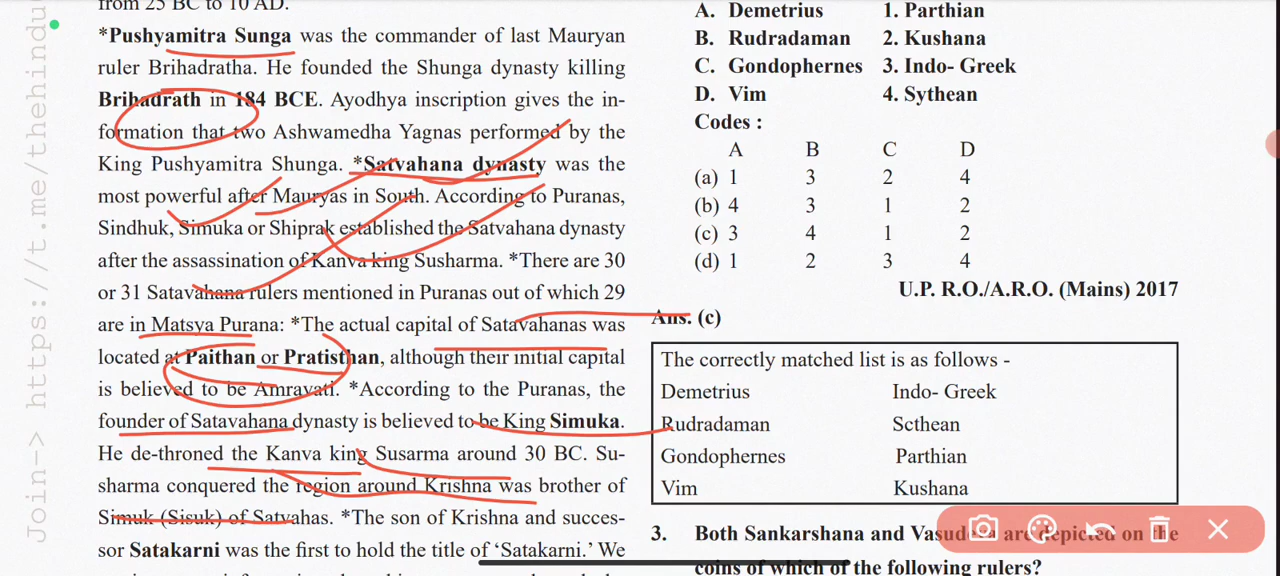 from 25 BC to 10 AD.
*Pushyamitra Sunga was the commander of last Mauryan
ruler Brihadratha. He founded the Shunga dynasty killing
Brihadrath in 184 BCE. Ayodhya inscription gives the in-
formation that two Ashwamedha Yagnas performed by the
King Pushyamitra Shunga. *Satvahana dynasty was the
most powerful after Mauryas in South. According to Puranas,
Sindhuk, Simuka or Shiprak established the Satvahana dynasty
after the assassination of Kanva king Susharma. *There are 30
or 31 Satavahana rulers mentioned in Puranas out of which 29
are in Matsya Purana: *The actual capital of Satavahanas was
located at Paithan or Pratisthan, although their initial capital
is believed to be Amravati. *According to the Puranas, the
founder of Satavahana dynasty is believed to be King Simuka.
He de-throned the Kanva king Susarma around 30 BC. Su-
sharma conquered the region around Krishna was brother of
Simuk (Sisuk) of Satvahas. *The son of Krishna and succes-
sor Satakarni was the first to hold the title of ‘Satakarni.’ We
A. Demetrius 1. Parthian
B. Rudradaman 2. Kushana
C. Gondophernes 3. Indo- Greek
D. Vim 4. Sythean
Codes :
A B C D
(a) 1 3 2 4
(b) 4 3 1 2
(c) 3 4 1 2
(d) 1 2 3 4
U.P. R.O./A.R.O. (Mains) 2017
Ans. (c)
The correctly matched list is as follows -
Demetrius Indo- Greek
Rudradaman Scthean
Gondophernes Parthian
Vim Kushana
3. Both Sankarshana and Vasudeva are depicted on the
coins of which of the following rulers?
Join-> https://t.me/thehindu